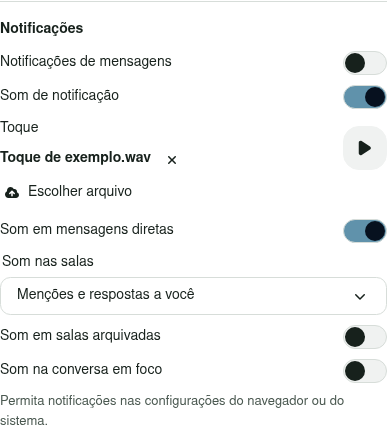 Notificações
Notificações de mensagens
Som de notificação
Toque
Toque de exemplo.wav
Escolher arquivo
Som em mensagens diretas
Som nas salas
Menções e respostas a você
Som em salas arquivadas
Som na conversa em foco
Permita notificações nas configurações do navegador ou do
sistema.